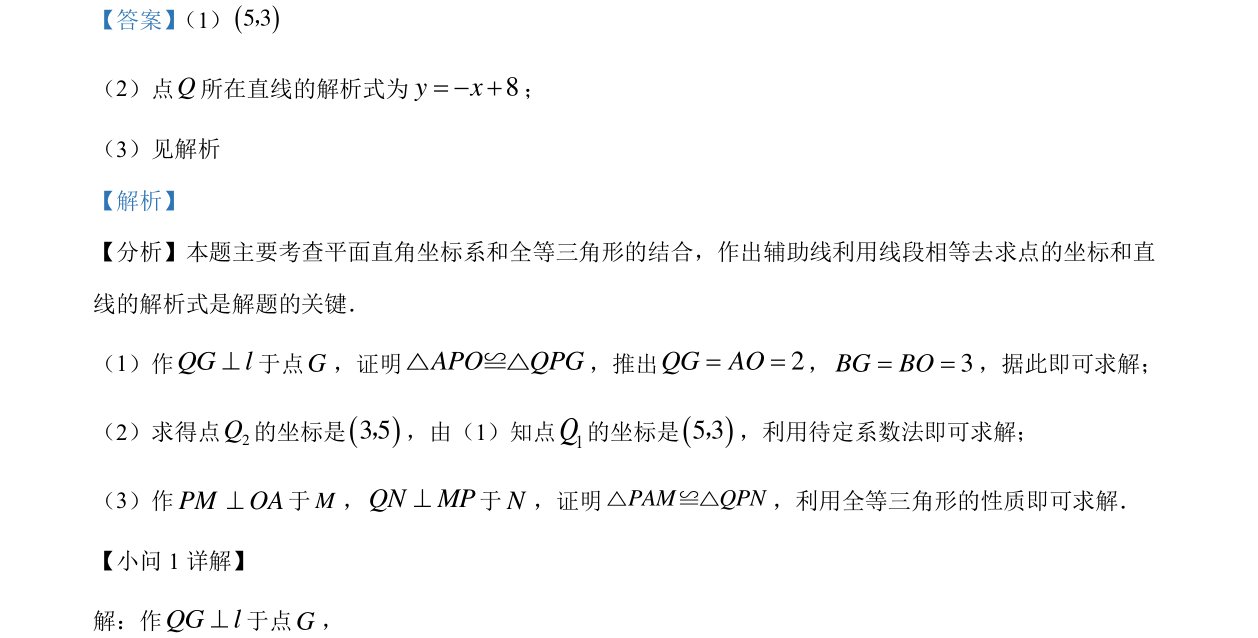 【答案】（1）(5,3)
（2）点Q所在直线的解析式为y=−x+8；
（3）见解析
【解析】
【分析】本题主要考查平面直角坐标系和全等三角形的结合，作出辅助线利用线段相等去求点的坐标和直
线的解析式是解题的关键．
（1）作QG⊥l于点G，证明△APO≌△QPG，推出QG=AO=2，BG=BO=3，据此即可求解；
（2）求得点Q₂的坐标是(3,5)，由（1）知点Q₁的坐标是(5,3)，利用待定系数法即可求解；
（3）作PM⊥OA于M，QN⊥MP于N，证明△PAM≌△QPN，利用全等三角形的性质即可求解．
【小问1详解】
解：作QG⊥l于点G，